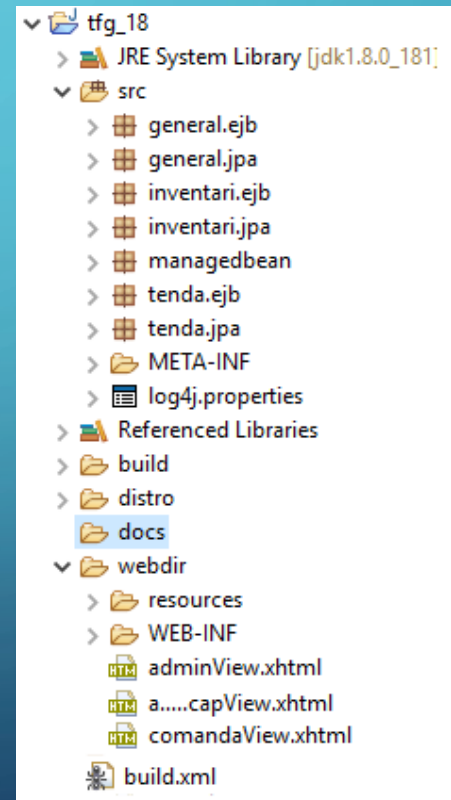 tfg_18
JRE System Library [jdk1.8.0_181]
src
general.ejb
general.jpa
inventari.ejb
inventari.jpa
managedbean
tenda.ejb
tenda.jpa
META-INF
log4j.properties
Referenced Libraries
build
distro
docs
webdir
resources
WEB-INF
adminView.xhtml
a.....capView.xhtml
comandaView.xhtml
build.xml